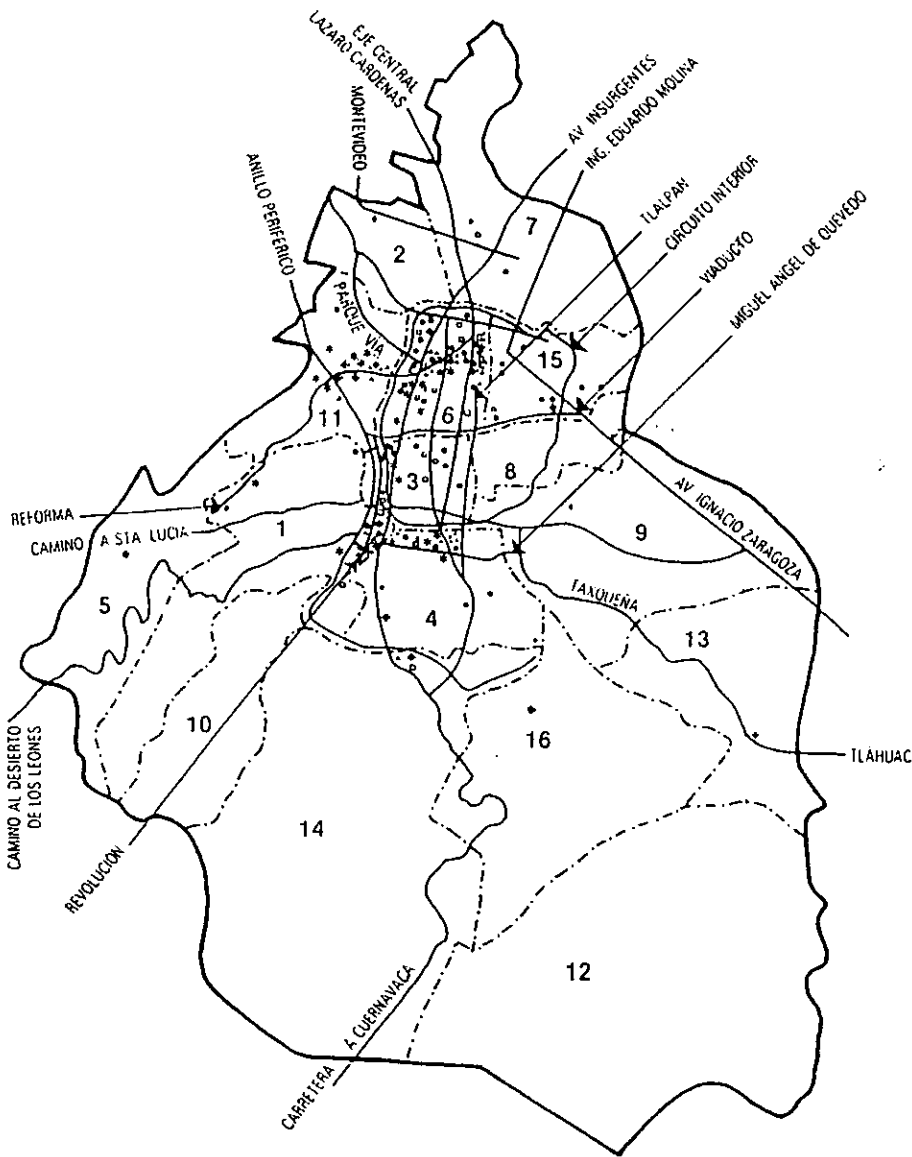 EJE CENTRAL
LAZARO CARDENAS
MONTEVIDEO
ANILLO PERIFERICO
AV INSURGENTES
ING. EDUARDO MOLINA
TLALPAN
CIRCUITO INTERIOR
VIADUCTO
MIGUEL ANGEL DE QUEVEDO
PARQUE VIA
7
2
15
11
6
3
8
REFORMA
CAMINO A STA LUCIA
1
9
AV IGNACIO ZARAGOZA
5
TAXQUEÑA
4
13
10
16
TLÁHUAC
CAMINO AL DESIERTO
DE LOS LEONES
REVOLUCION
14
12
CARRETERA A CUERNAVACA